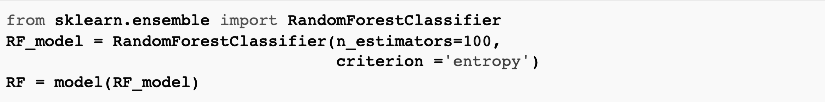 from sklearn.ensemble import RandomForestClassifier
RF_model = RandomForestClassifier(n_estimators=100,
                                  criterion ='entropy')
RF = model(RF_model)